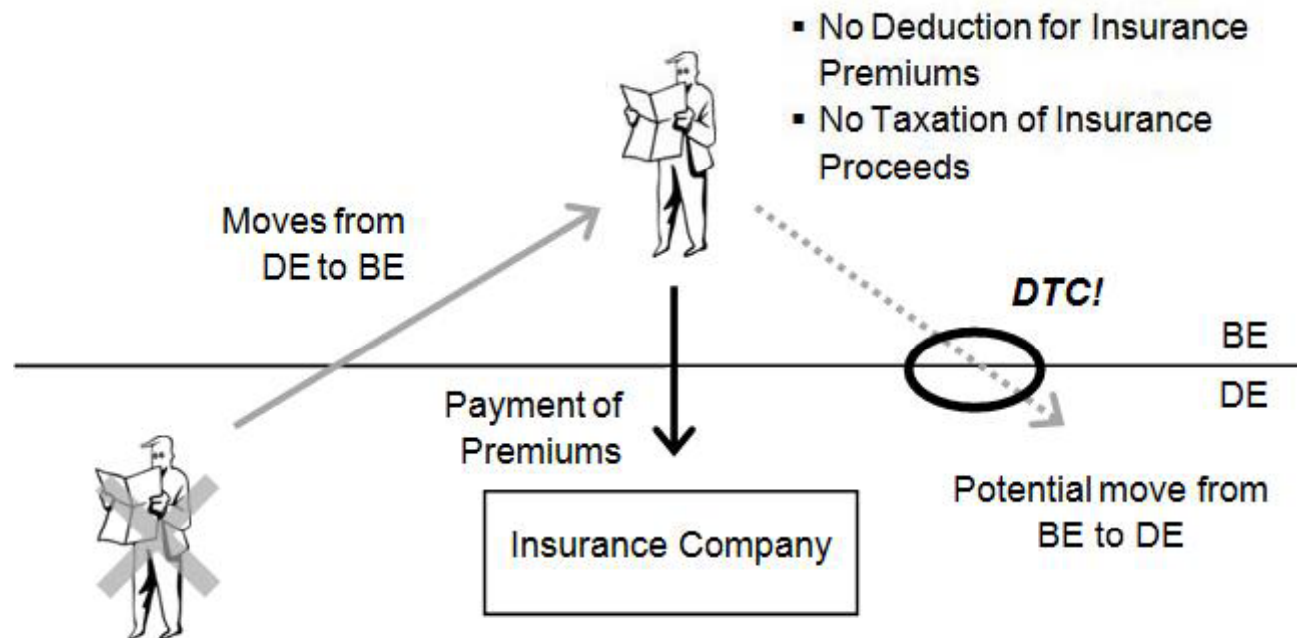 ▪ No Deduction for Insurance
Premiums
▪ No Taxation of Insurance
Proceeds
Moves from
DE to BE
DTC!
BE
DE
Payment of
Premiums
Potential move from
BE to DE
Insurance Company